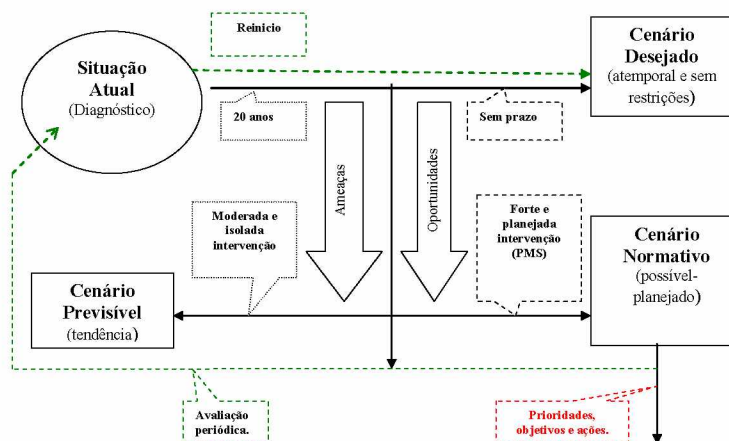 Reinicio
Cenário
Desejado
(atemporal e sem
restrições)
Situação
Atual
(Diagnóstico)
20 anos
Sem prazo
Ameaças
Oportunidades
Moderada e
isolada
intervenção
Forte e
planejada
intervenção
(PMS)
Cenário
Normativo
(possível-
planejado)
Cenário
Previsível
(tendência)
Avaliação
periódica.
Prioridades,
objetivos e ações.